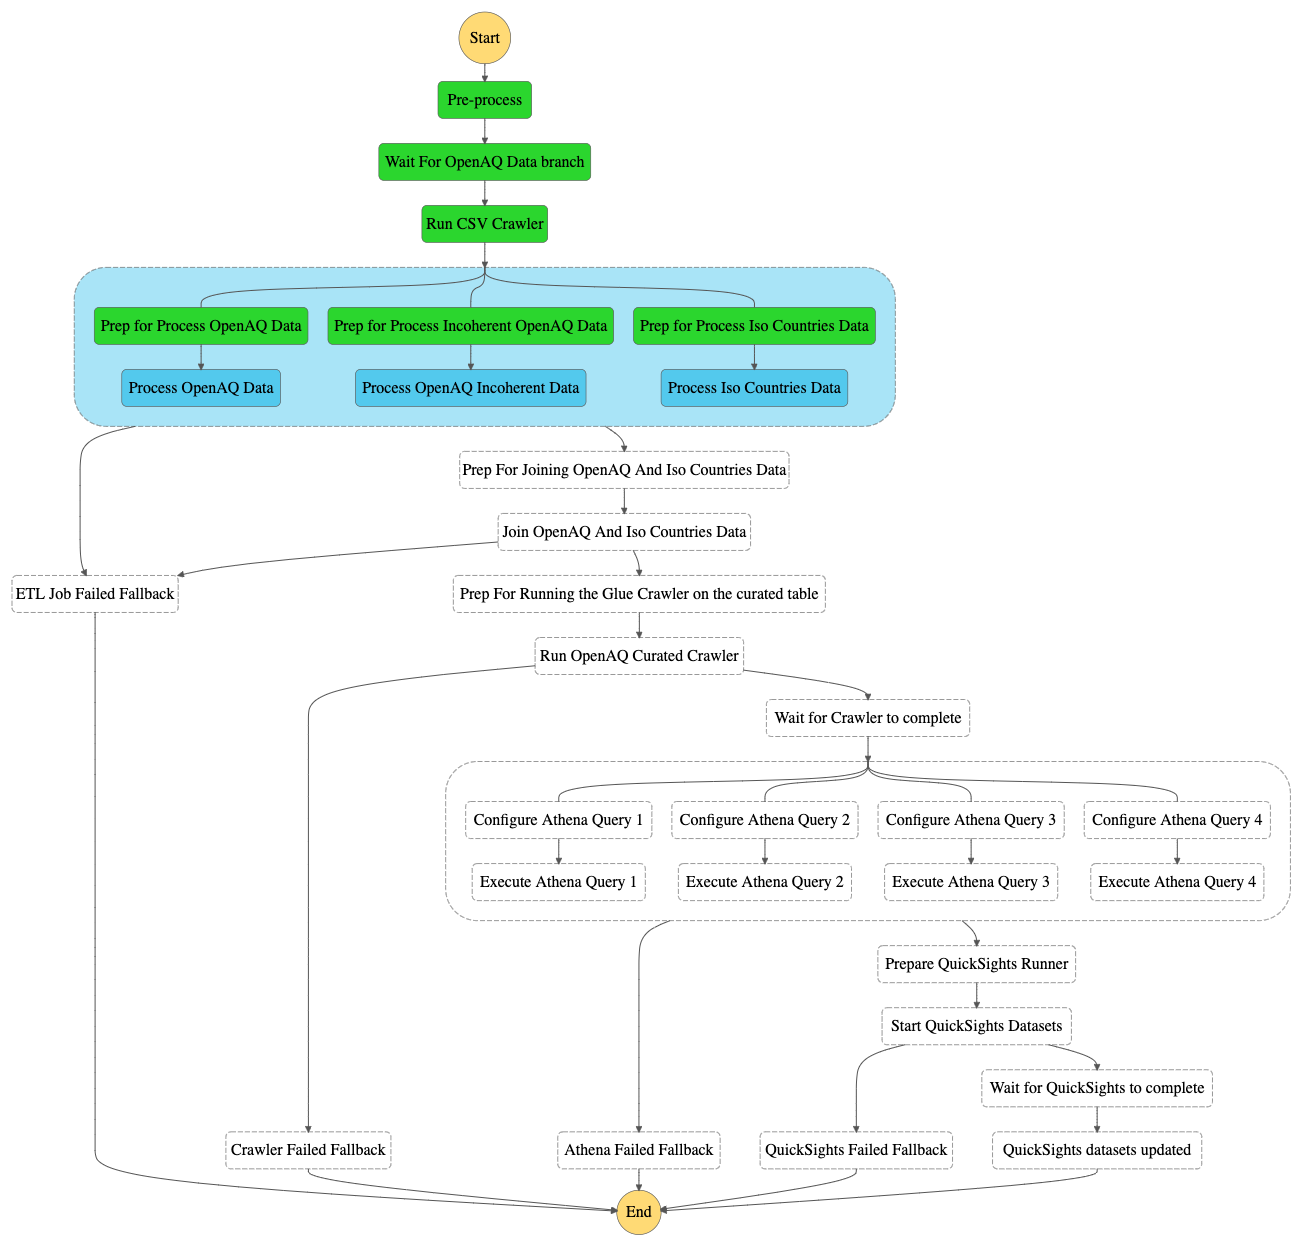 Start
Pre-process
Wait For OpenAQ Data branch
Run CSV Crawler
Prep for Process OpenAQ Data
Prep for Process Incoherent OpenAQ Data
Prep for Process Iso Countries Data
Process OpenAQ Data
Process OpenAQ Incoherent Data
Process Iso Countries Data
Prep For Joining OpenAQ And Iso Countries Data
Join OpenAQ And Iso Countries Data
ETL Job Failed Fallback
Prep For Running the Glue Crawler on the curated table
Run OpenAQ Curated Crawler
Wait for Crawler to complete
Configure Athena Query 1
Configure Athena Query 2
Configure Athena Query 3
Configure Athena Query 4
Execute Athena Query 1
Execute Athena Query 2
Execute Athena Query 3
Execute Athena Query 4
Prepare QuickSights Runner
Start QuickSights Datasets
Wait for QuickSights to complete
Crawler Failed Fallback
Athena Failed Fallback
QuickSights Failed Fallback
QuickSights datasets updated
End